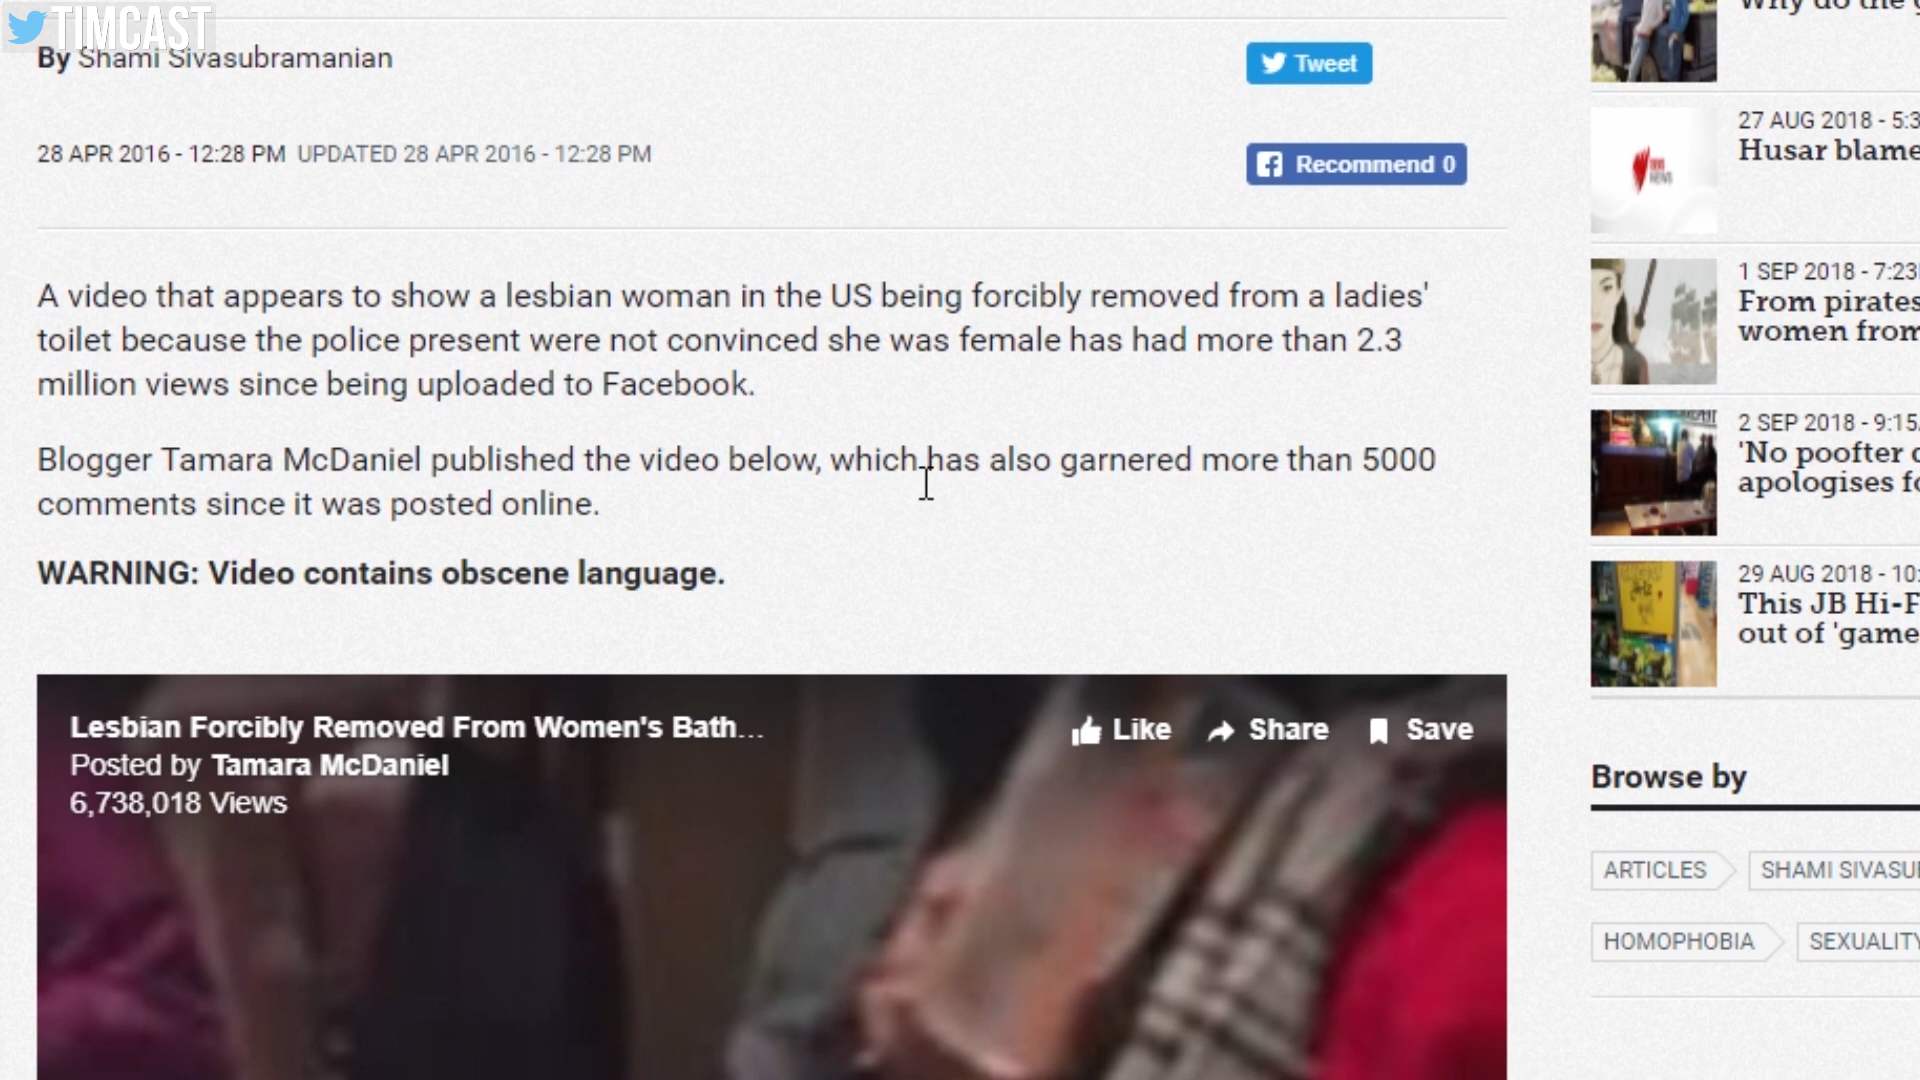 TIMCAST
By Shami Sivasubramanian
Tweet
28 APR 2016 - 12:28 PM UPDATED 28 APR 2016 - 12:28 PM
Recommend 0
A video that appears to show a lesbian woman in the US being forcibly removed from a ladies'
toilet because the police present were not convinced she was female has had more than 2.3
million views since being uploaded to Facebook.
Blogger Tamara McDaniel published the video below, which has also garnered more than 5000
comments since it was posted online.
WARNING: Video contains obscene language.
Lesbian Forcibly Removed From Women's Bath...
Posted by Tamara McDaniel
6,738,018 Views
Like Share Save
Why do the
27 AUG 2018 - 5:3
Husar blame
1 SEP 2018 - 7:23
From pirates
women from
2 SEP 2018 - 9:15
'No poofter
apologises fo
29 AUG 2018 - 10:
This JB Hi-F
out of 'game
Browse by
ARTICLES
SHAMI SIVASU
HOMOPHOBIA
SEXUALITY